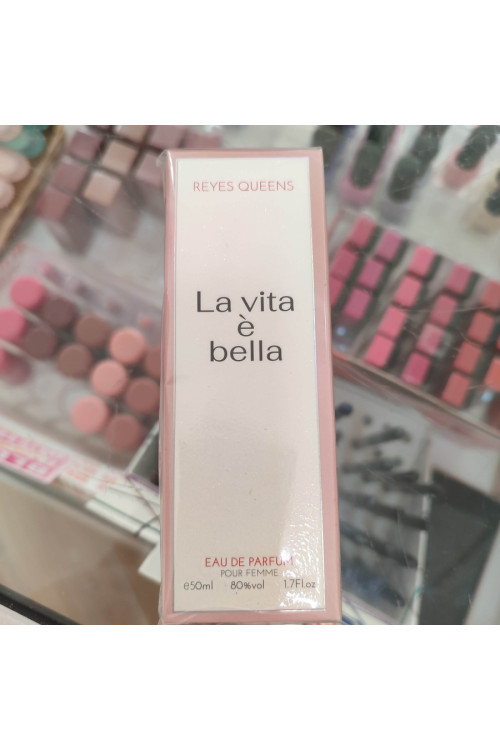 REYES QUEENS
La vita
è
bella
EAU DE PARFUM
POUR FEMME
e50ml 80%vol 1.7Fl.oz